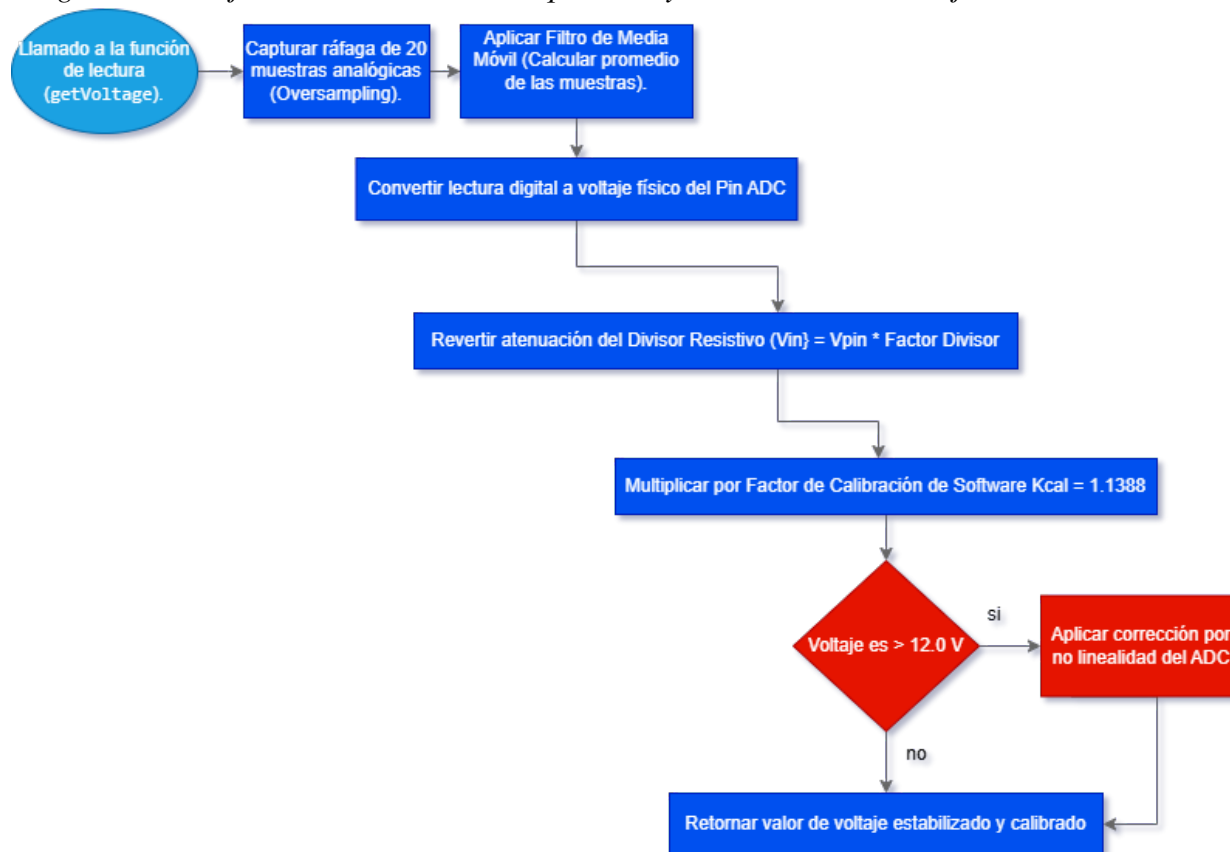 Llamado a la función
de lectura
(getVoltage).
Capturar ráfaga de 20
muestras analógicas
(Oversampling).
Aplicar Filtro de Media
Móvil (Calcular promedio
de las muestras).
Convertir lectura digital a voltaje físico del Pin ADC
Revertir atenuación del Divisor Resistivo (Vin} = Vpin * Factor Divisor
Multiplicar por Factor de Calibración de Software Kcal = 1.1388
Voltaje es > 12.0 V
si
Aplicar corrección por
no linealidad del ADC
no
Retornar valor de voltaje estabilizado y calibrado